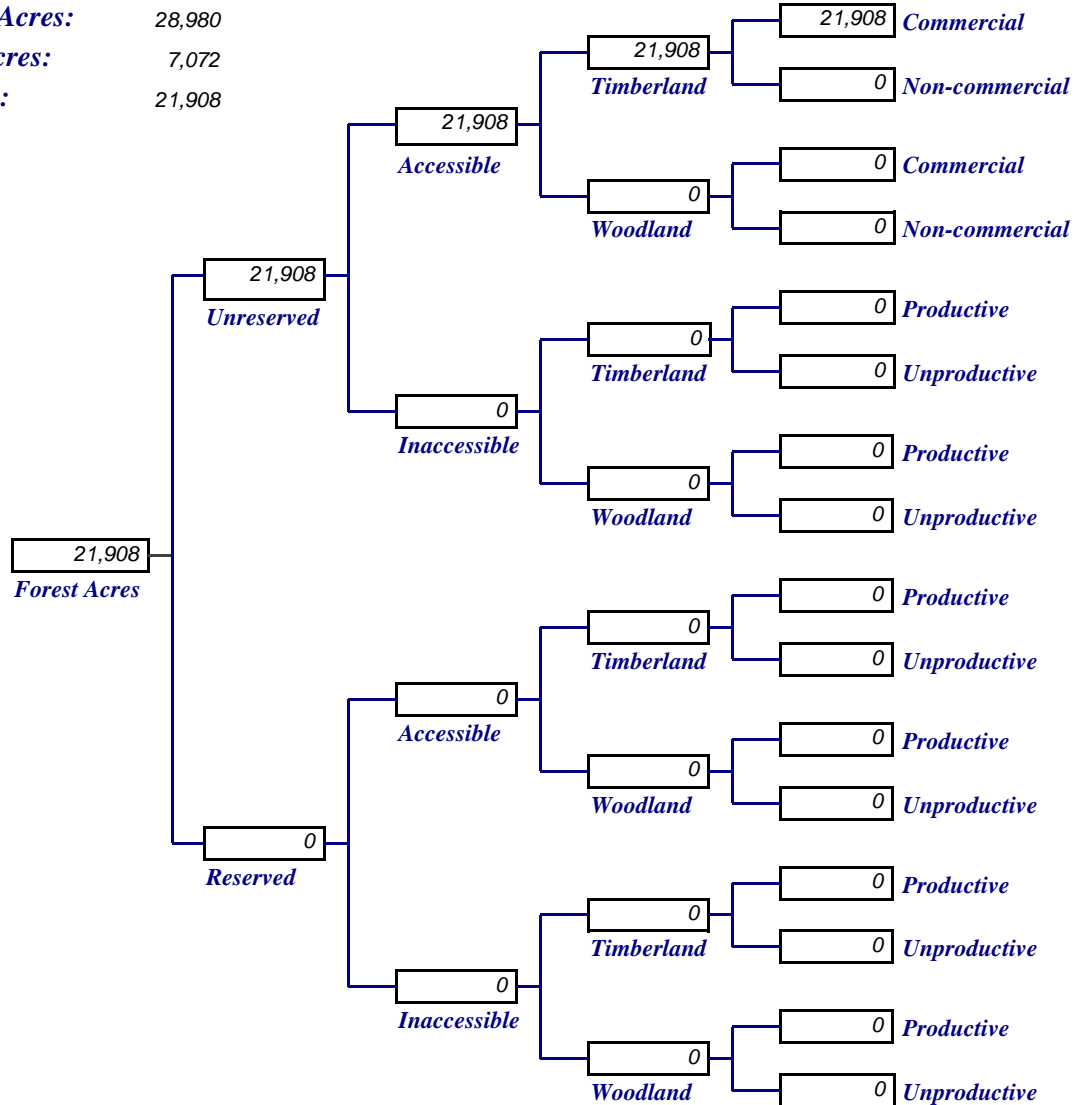 Acres: 28,980
cres: 7,072
: 21,908
21,908 Commercial
21,908
Timberland
0 Non-commercial
21,908
Accessible
0 Commercial
0
Woodland
0 Non-commercial
21,908
Unreserved
0 Productive
0
Timberland
0 Unproductive
0
Inaccessible
0 Productive
0
Woodland
0 Unproductive
21,908
Forest Acres
0 Productive
0
Timberland
0 Unproductive
0
Accessible
0 Productive
0
Woodland
0 Unproductive
0
Reserved
0 Productive
0
Timberland
0 Unproductive
0
Inaccessible
0 Productive
0
Woodland
0 Unproductive